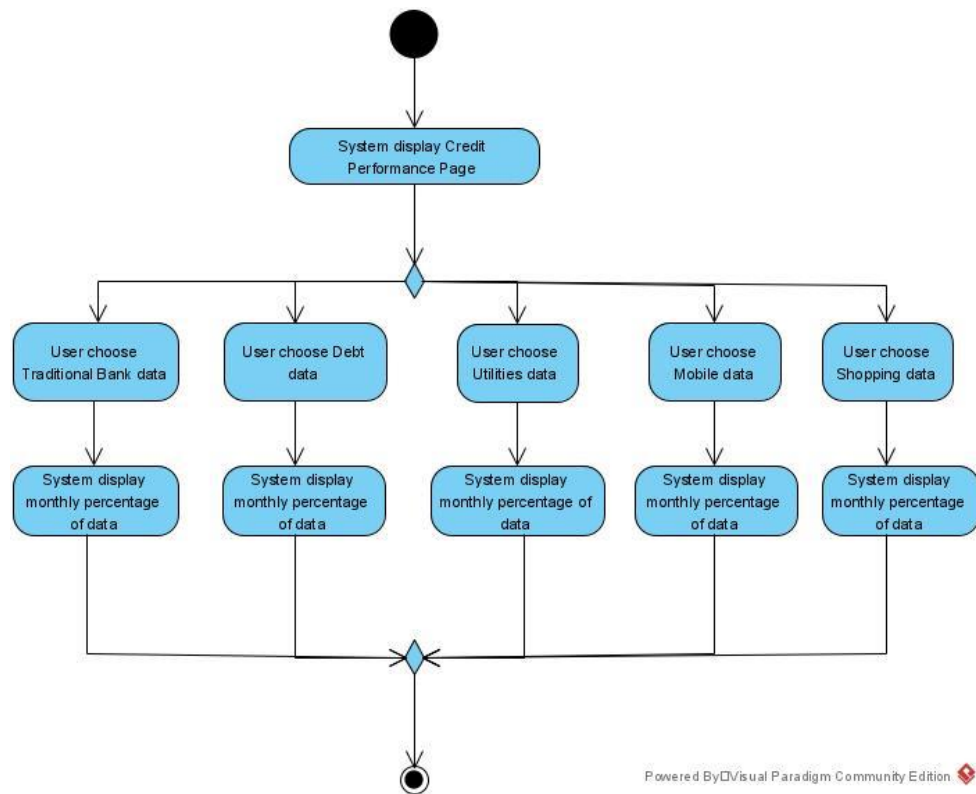 System display Credit
Performance Page
User choose
Traditional Bank data
User choose Debt
data
User choose
Utilities data
User choose
Mobile data
User choose
Shopping data
System display
monthly percentage
of data
System display
monthly percentage
of data
System display
monthly percentage of
data
System display
monthly percentage
of data
System display
monthly percentage
of data
Powered By□Visual Paradigm Community Edition